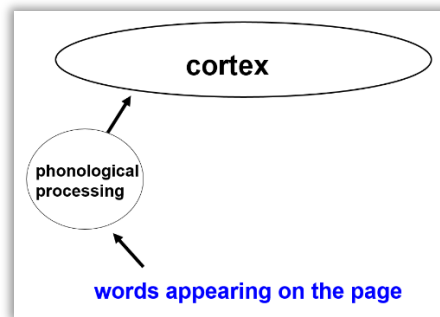 cortex
phonological
processing
words appearing on the page